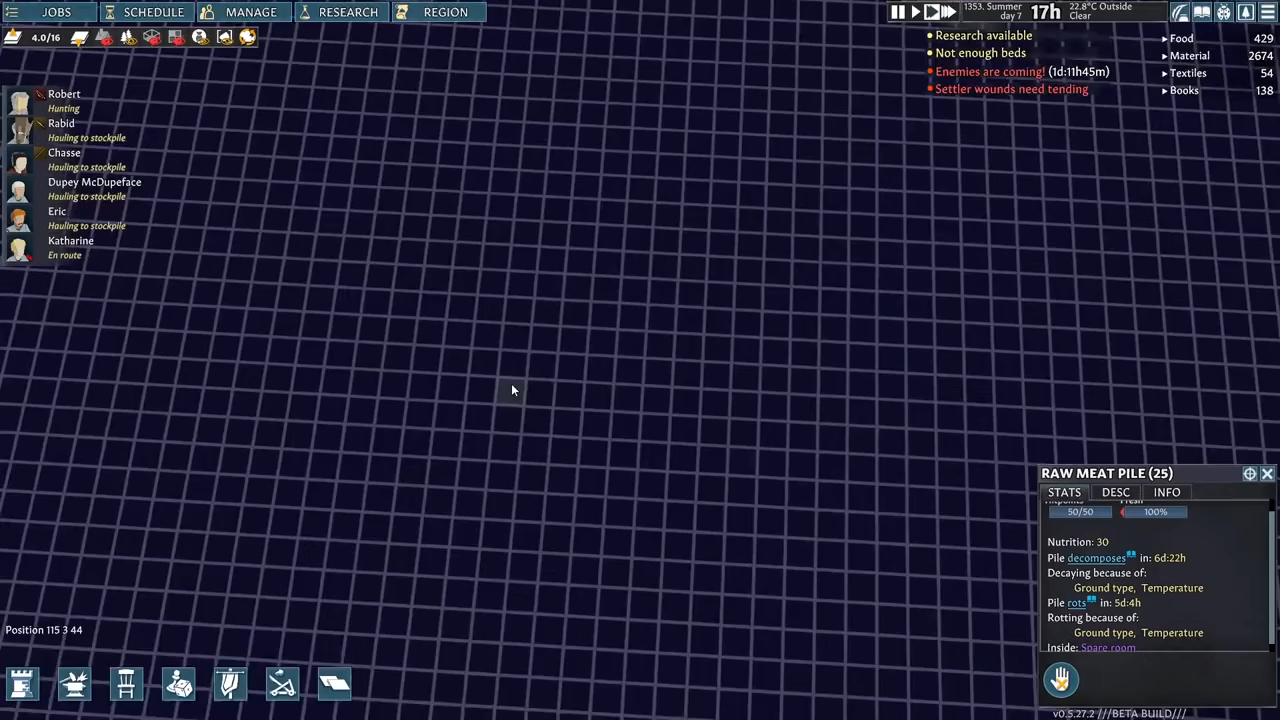 JOBS SCHEDULE MANAGE RESEARCH REGION
1353. Summer
day 7
17h
22.8°C Outside
Clear
4.0/16
Research available
Not enough beds
Enemies are coming! (1d:11h45m)
Settler wounds need tending
Food 429
Material 2674
Textiles 54
Books 138
Robert
Hunting
Rabid
Hauling to stockpile
Chasse
Hauling to stockpile
Dupey McDupeface
Hauling to stockpile
Eric
Hauling to stockpile
Katharine
En route
RAW MEAT PILE (25)
STATS DESC INFO
Hitpoints Fresh
50/50 100%
Nutrition: 30
Pile decomposes in: 6d:22h
Decaying because of:
Ground type, Temperature
Pile rots in: 5d:4h
Rotting because of:
Ground type, Temperature
Inside: Spare room
Position 115 3 44
v0.5.27.2 ///BETA BUILD///